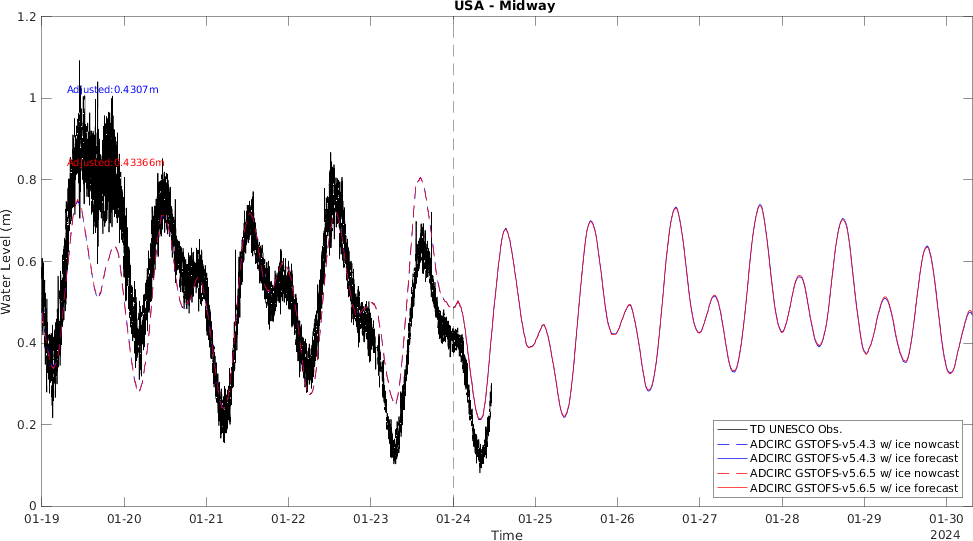 USA - Midway
1.2
1
0.8
0.6
0.4
0.2
0
Water Level (m)
Adjusted:0.4307m
Adjusted:0.43366m
TD UNESCO Obs.
ADCIRC GSTOFS-v5.4.3 w/ ice nowcast
ADCIRC GSTOFS-v5.4.3 w/ ice forecast
ADCIRC GSTOFS-v5.6.5 w/ ice nowcast
ADCIRC GSTOFS-v5.6.5 w/ ice forecast
01-19 01-20 01-21 01-22 01-23 01-24 01-25 01-26 01-27 01-28 01-29 01-30
Time
2024